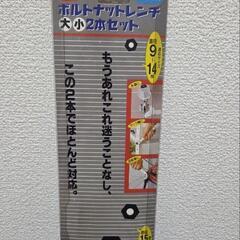 ボルトナットレンチ
大小2本セット
9
14
もうあれこれ迷うことなし、
この2本でほとんど対応。